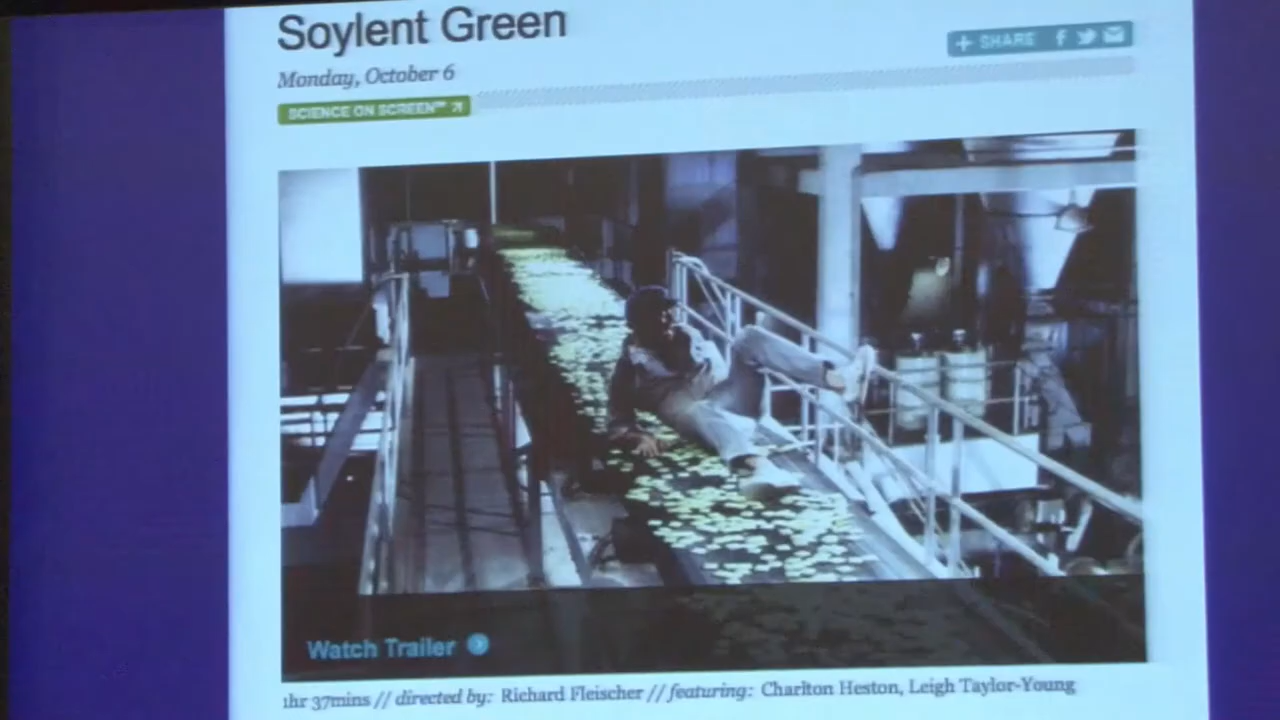 Soylent Green
+ SHARE
Monday, October 6
SCIENCE ON SCREEN℠
Watch Trailer
1hr 37mins // directed by: Richard Fleischer // featuring: Charlton Heston, Leigh Taylor-Young